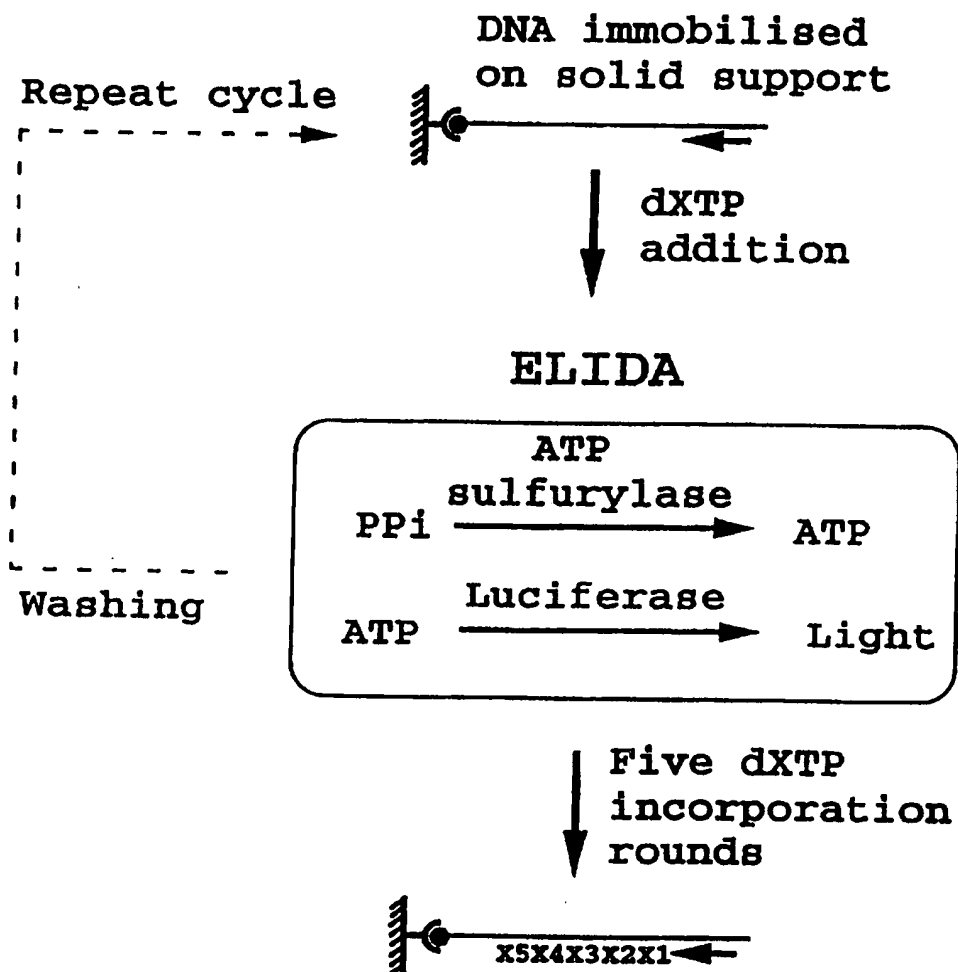 DNA immobilised
on solid support
Repeat cycle
dXTP
addition
ELIDA
ATP
sulfurylase
PPi
ATP
Washing
Luciferase
ATP
Light
Five dXTP
incorporation
rounds
X5X4X3X2X1